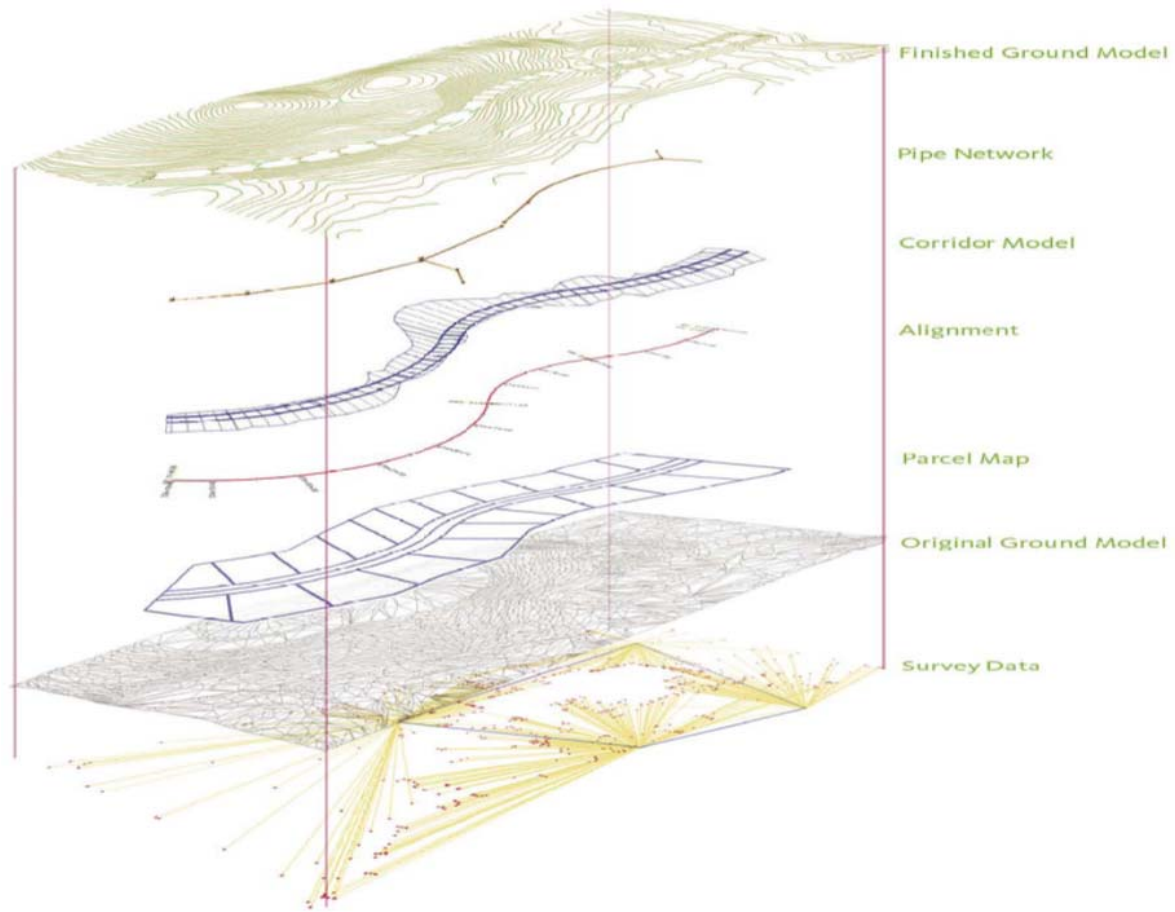 Finished Ground Model
Pipe Network
Corridor Model
Alignment
Parcel Map
Original Ground Model
Survey Data